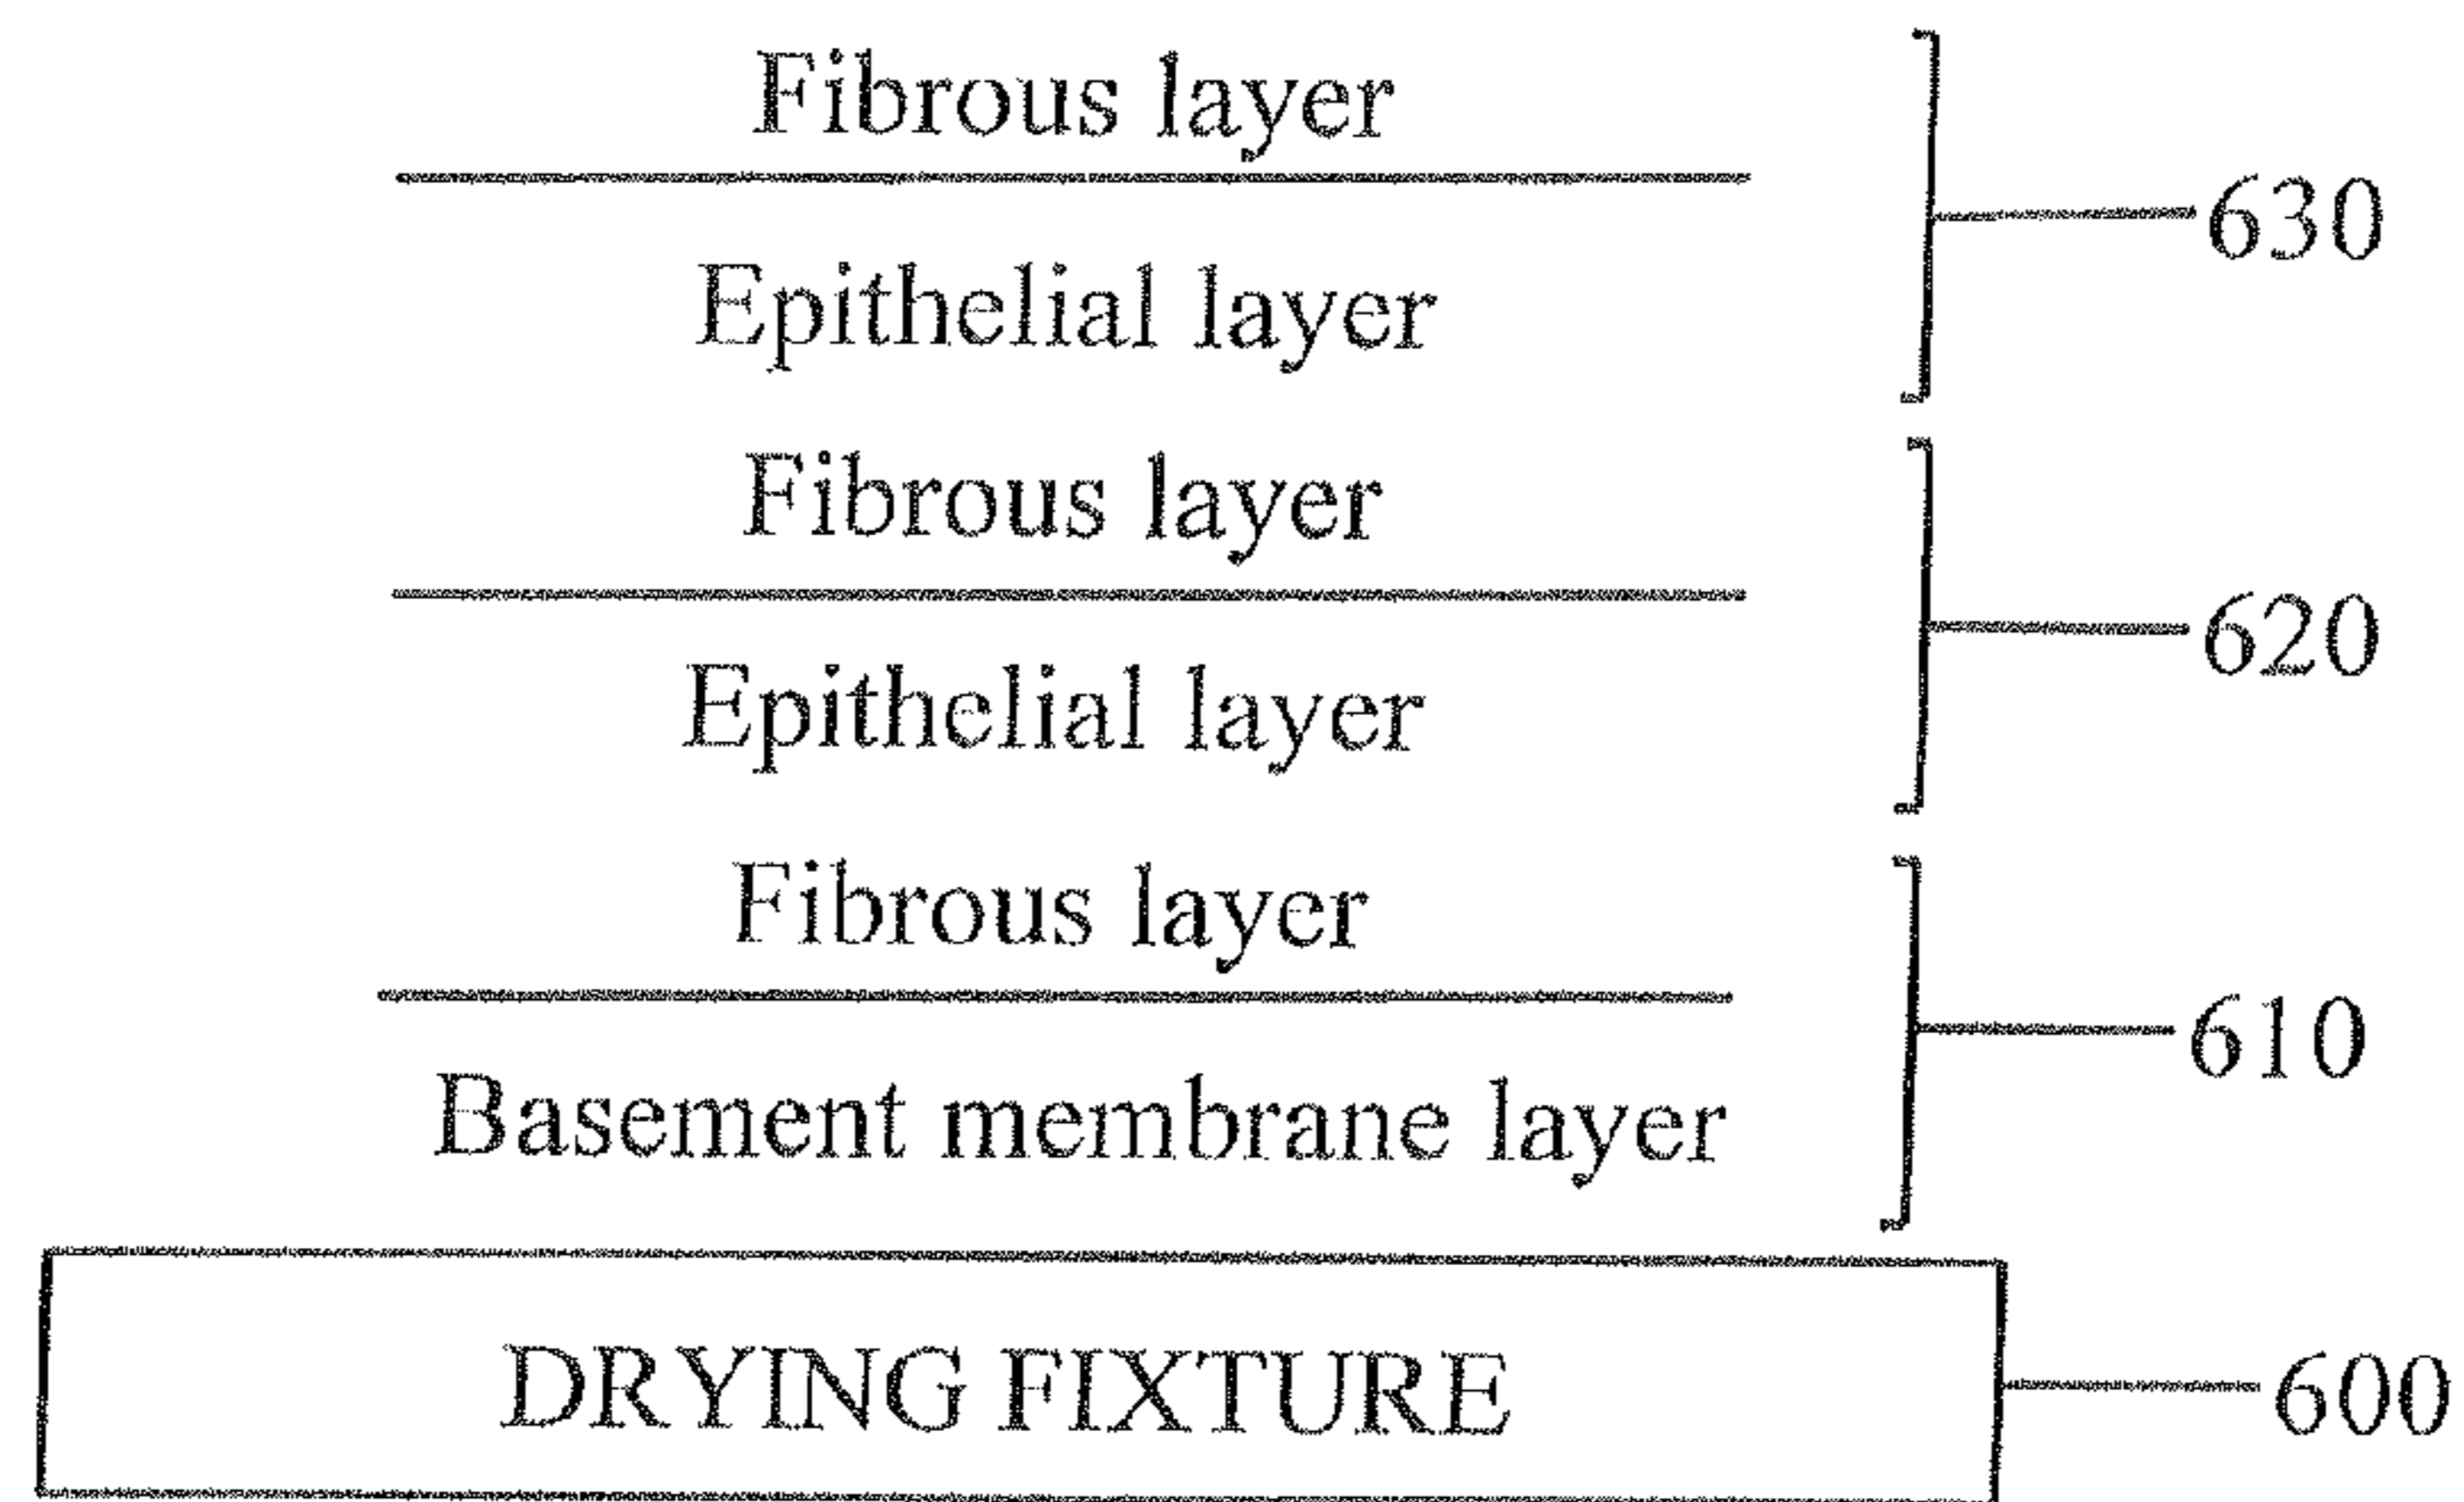 Fibrous layer
630
Epithelial layer
Fibrous layer
620
Epithelial layer
Fibrous layer
610
Basement membrane layer
DRYING FIXTURE
600